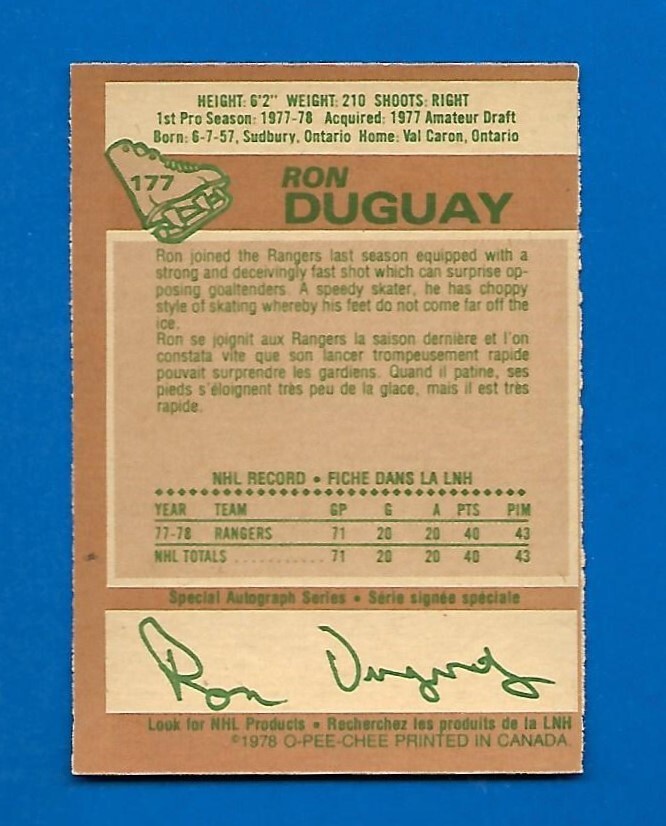 HEIGHT: 6'2" WEIGHT: 210 SHOOTS: RIGHT
1st Pro Season: 1977-78 Acquired: 1977 Amateur Draft
Born: 6-7-57, Sudbury, Ontario Home: Val Caron, Ontario
177
RON
DUGUAY
Ron joined the Rangers last season equipped with a
strong and deceivingly fast shot which can surprise op-
posing goaltenders. A speedy skater, he has choppy
style of skating whereby his feet do not come far off the
ice.
Ron se joignit aux Rangers la saison dernière et l'on
constata vite que son lancer trompeusement rapide
pouvait surprendre les gardiens. Quand il patine, ses
pieds s'éloignent très peu de la glace, mais il est très
rapide.
NHL RECORD • FICHE DANS LA LNH
YEAR TEAM GP G A PTS PIM
77-78 RANGERS 71 20 20 40 43
NHL TOTALS ............ 71 20 20 40 43
Special Autograph Series • Série signée spéciale
Ron Duguay
Look for NHL Products • Recherchez les produits de la LNH
©1978 O-PEE-CHEE PRINTED IN CANADA